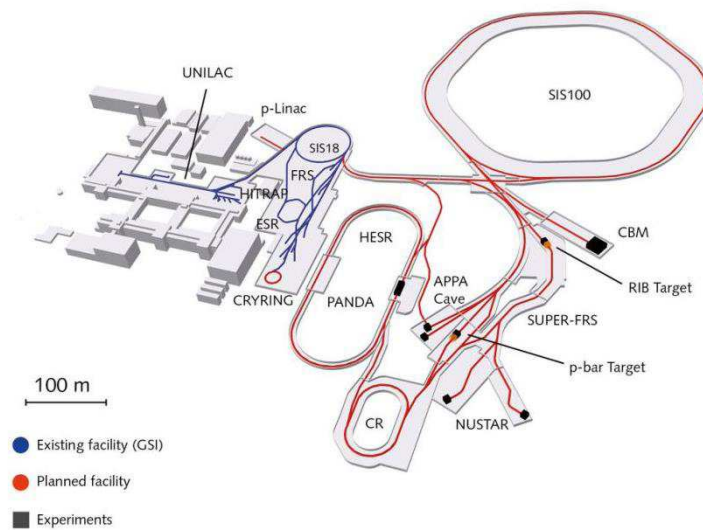 UNILAC
p-Linac
SIS18
SIS100
FRS
HITRAP
ESR
HESR
CBM
CRYRING
PANDA
APPA
Cave
RIB Target
SUPER-FRS
p-bar Target
100 m
CR
NUSTAR
Existing facility (GSI)
Planned facility
Experiments